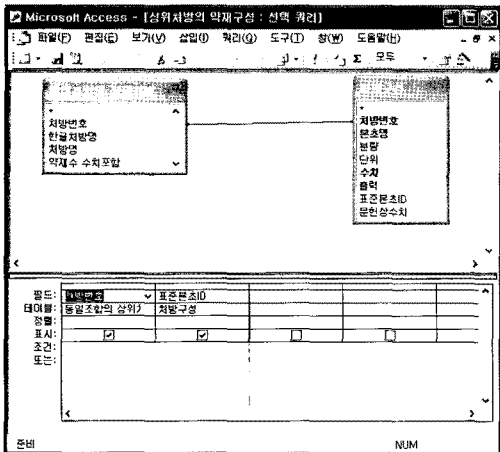 Microsoft Access - [상위처방의 약재구성 : 선택 쿼리]
파일(F) 편집(E) 보기(V) 삽입(I) 쿼리(Q) 도구(T) 창(W) 도움말(H)
Σ 모두
*
처방번호
한글처방명
처방명
약재수 수치포함
*
처방번호
본초명
분량
단위
수치
출력
표준본초ID
문헌상수치
필드: 처방번호 표준본초ID
테이블: 동일조합의 상위 처방구성
정렬:
표시:
조건:
또는:
준비 NUM